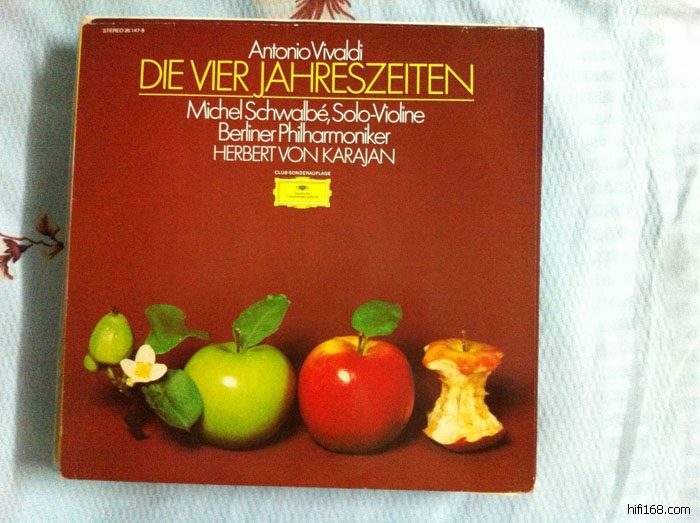 STEREO 26 147-9
Antonio Vivaldi
DIE VIER JAHRESZEITEN
Michel Schwalbé, Solo-Violine
Berliner Philharmoniker
HERBERT VON KARAJAN
CLUB-SONDERAUFLAGE
hifi168.com